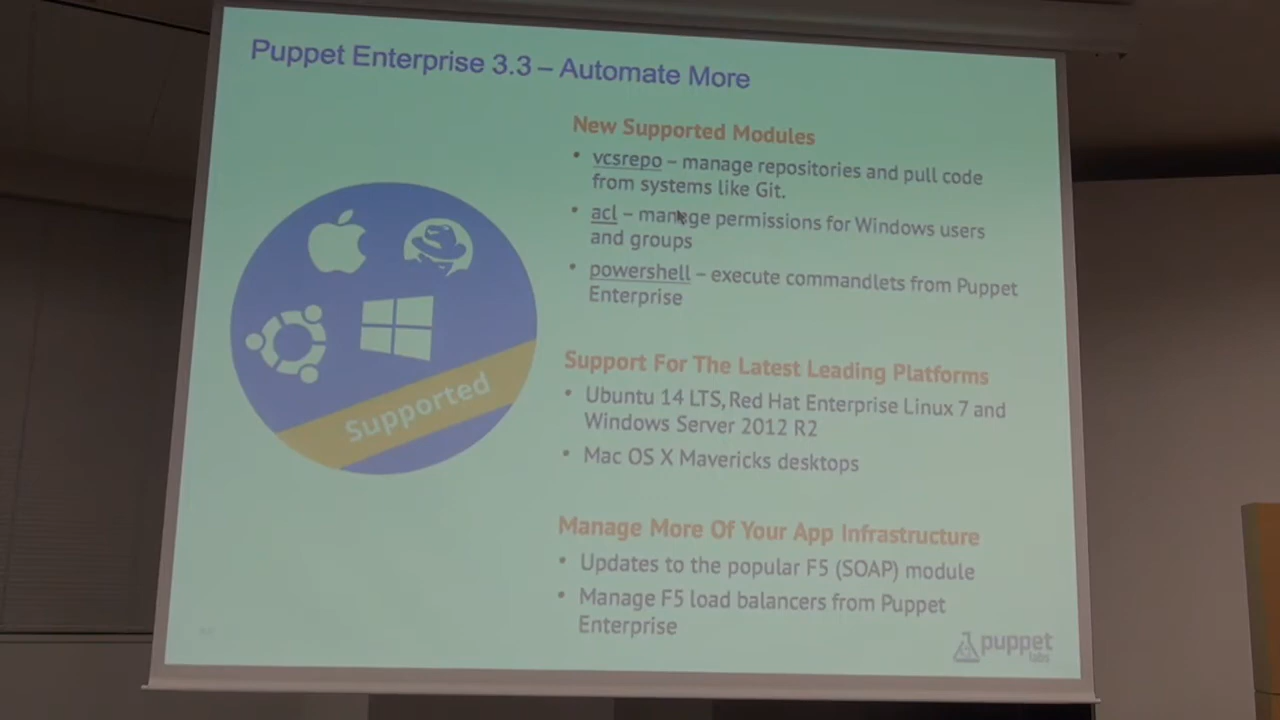 Puppet Enterprise 3.3 – Automate More
New Supported Modules
• vcsrepo – manage repositories and pull code
from systems like Git.
• acl – manage permissions for Windows users
and groups
• powershell – execute commandlets from Puppet
Enterprise
Supported
Support For The Latest Leading Platforms
• Ubuntu 14 LTS, Red Hat Enterprise Linux 7 and
Windows Server 2012 R2
• Mac OS X Mavericks desktops
Manage More Of Your App Infrastructure
• Updates to the popular F5 (SOAP) module
• Manage F5 load balancers from Puppet
Enterprise
puppet
labs